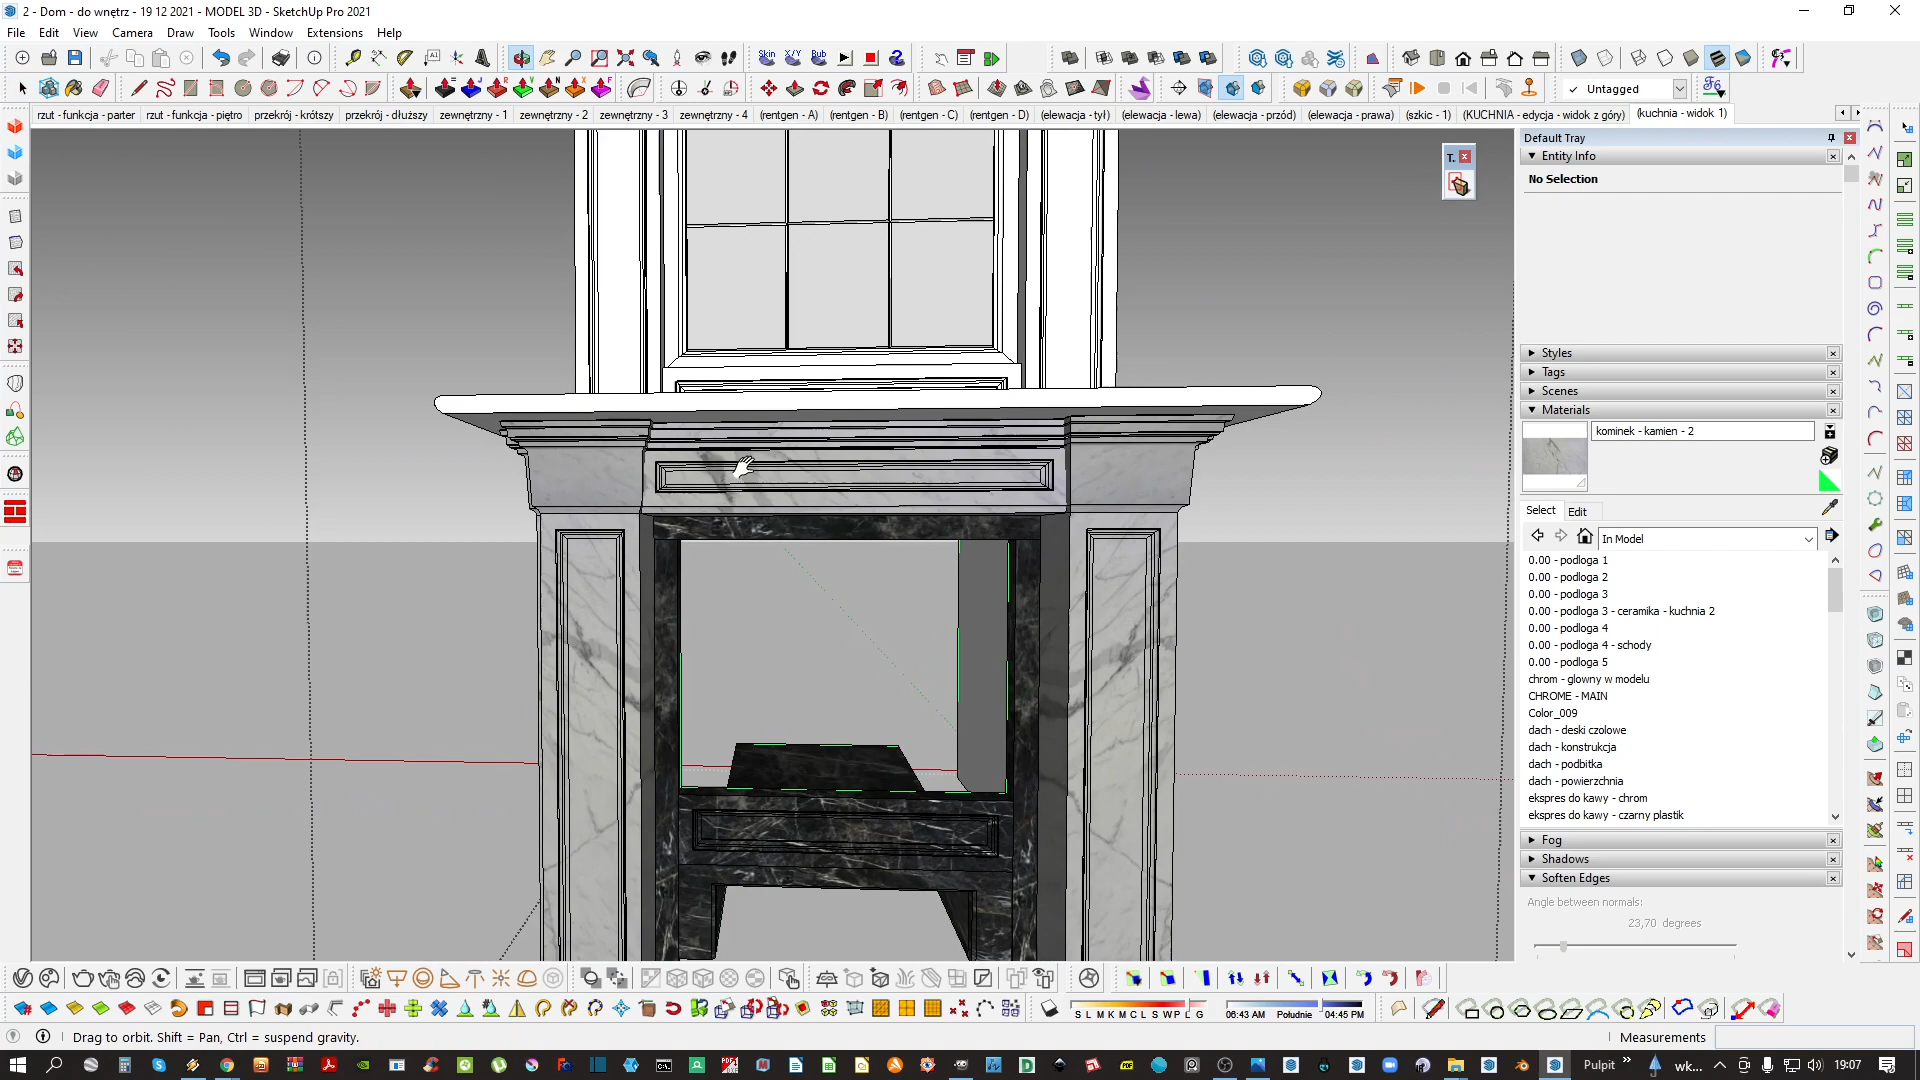 2 - Dom - do wnętrz - 19 12 2021 - MODEL 3D - SketchUp Pro 2021
File Edit View Camera Draw Tools Window Extensions Help
Skin X/Y Bub
Untagged
rzut - funkcja - parter rzut - funkcja - piętro przekrój - krótszy przekrój - dłuższy zewnętrzny - 1 zewnętrzny - 2 zewnętrzny - 3 zewnętrzny - 4 (rentgen - A) (rentgen - B) (rentgen - C) (rentgen - D) (elewacja - tył) (elewacja - lewa) (elewacja - przód) (elewacja - prawa) (szkic - 1) (KUCHNIA - edycja - widok z góry) (kuchnia - widok 1)
T.
Default Tray
Entity Info
No Selection
Styles
Tags
Scenes
Materials
kominek - kamien - 2
Select Edit
In Model
0.00 - podloga 1
0.00 - podloga 2
0.00 - podloga 3
0.00 - podloga 3 - ceramika - kuchnia 2
0.00 - podloga 4
0.00 - podloga 4 - schody
0.00 - podloga 5
chrom - glowny w modelu
CHROME - MAIN
Color_009
dach - deski czolowe
dach - konstrukcja
dach - podbitka
dach - powierzchnia
ekspres do kawy - chrom
ekspres do kawy - czarny plastik
Fog
Shadows
Soften Edges
Angle between normals:
23,70 degrees
S L M K M C L S W P L G 06:43 AM Południe 04:45 PM
Drag to orbit. Shift = Pan, Ctrl = suspend gravity.
Measurements
Pulpit » wk... 19:07